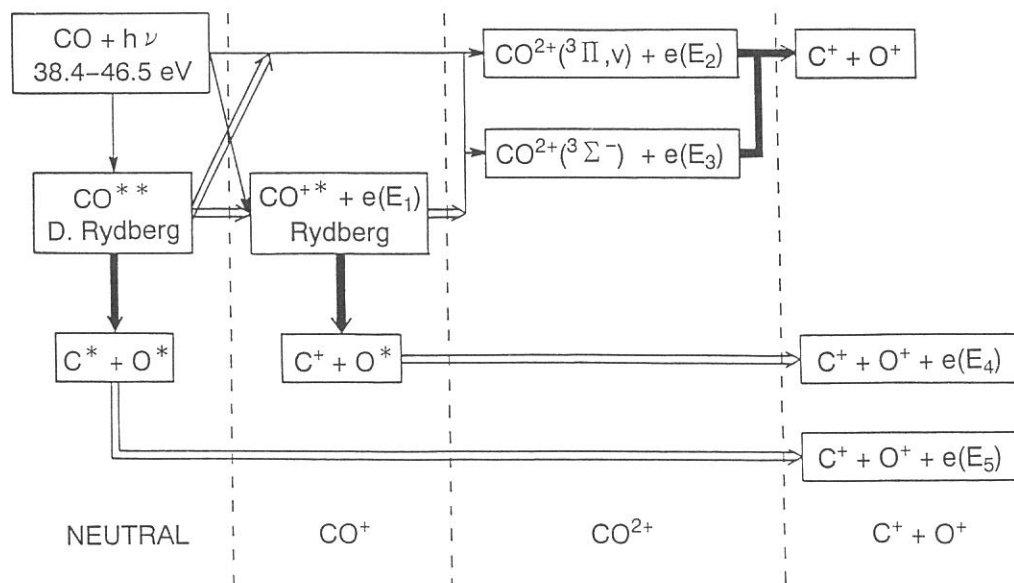 CO + h ν
38.4–46.5 eV
CO²⁺(³Π,v) + e(E₂)
C⁺ + O⁺
CO²⁺(³Σ⁻) + e(E₃)
CO**
D. Rydberg
CO⁺* + e(E₁)
Rydberg
C* + O*
C⁺ + O*
C⁺ + O⁺ + e(E₄)
C⁺ + O⁺ + e(E₅)
NEUTRAL
CO⁺
CO²⁺
C⁺ + O⁺